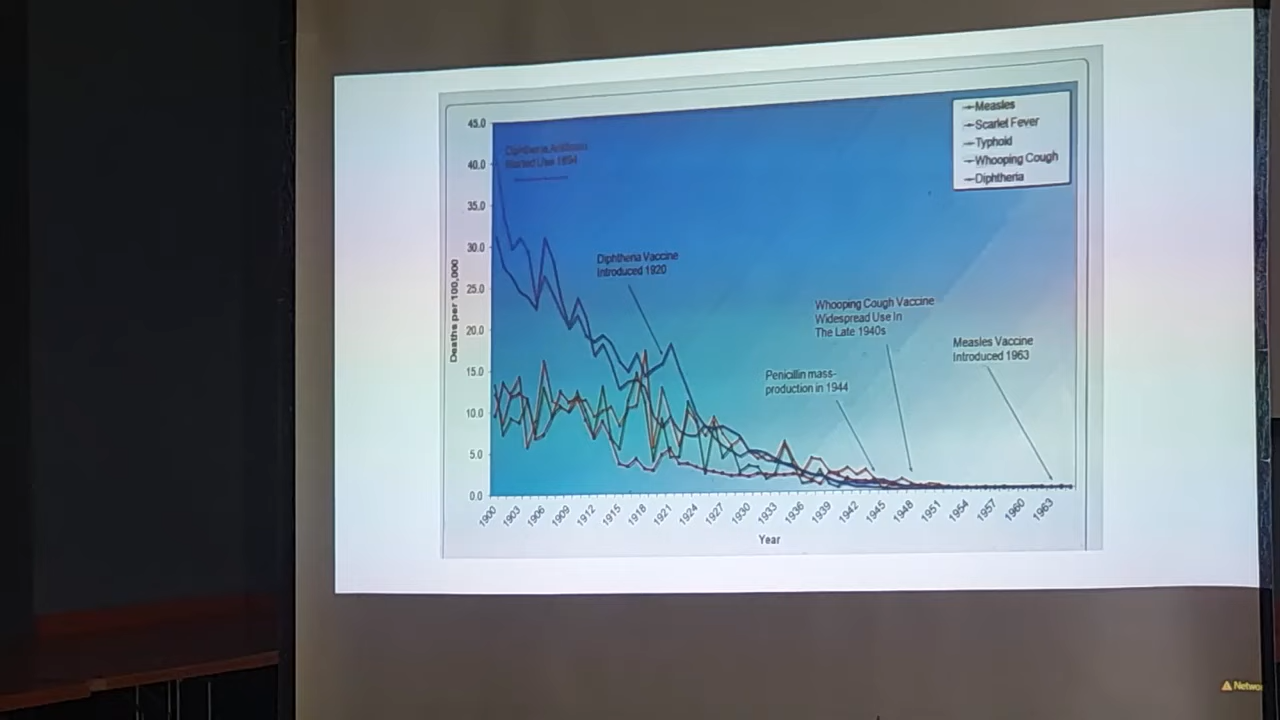 Measles
Scarlet Fever
Typhoid
Whooping Cough
Diphtheria
45.0
40.0
35.0
30.0
25.0
20.0
15.0
10.0
5.0
0.0
Deaths per 100,000
Started Use 1894
Diphtheria Vaccine
Introduced 1920
Whooping Cough Vaccine
Widespread Use In
The Late 1940s
Measles Vaccine
Introduced 1963
Penicillin mass-
production in 1944
1900
1903
1906
1909
1912
1915
1918
1921
1924
1927
1930
1933
1936
1939
1942
1945
1948
1951
1954
1957
1960
1963
Year